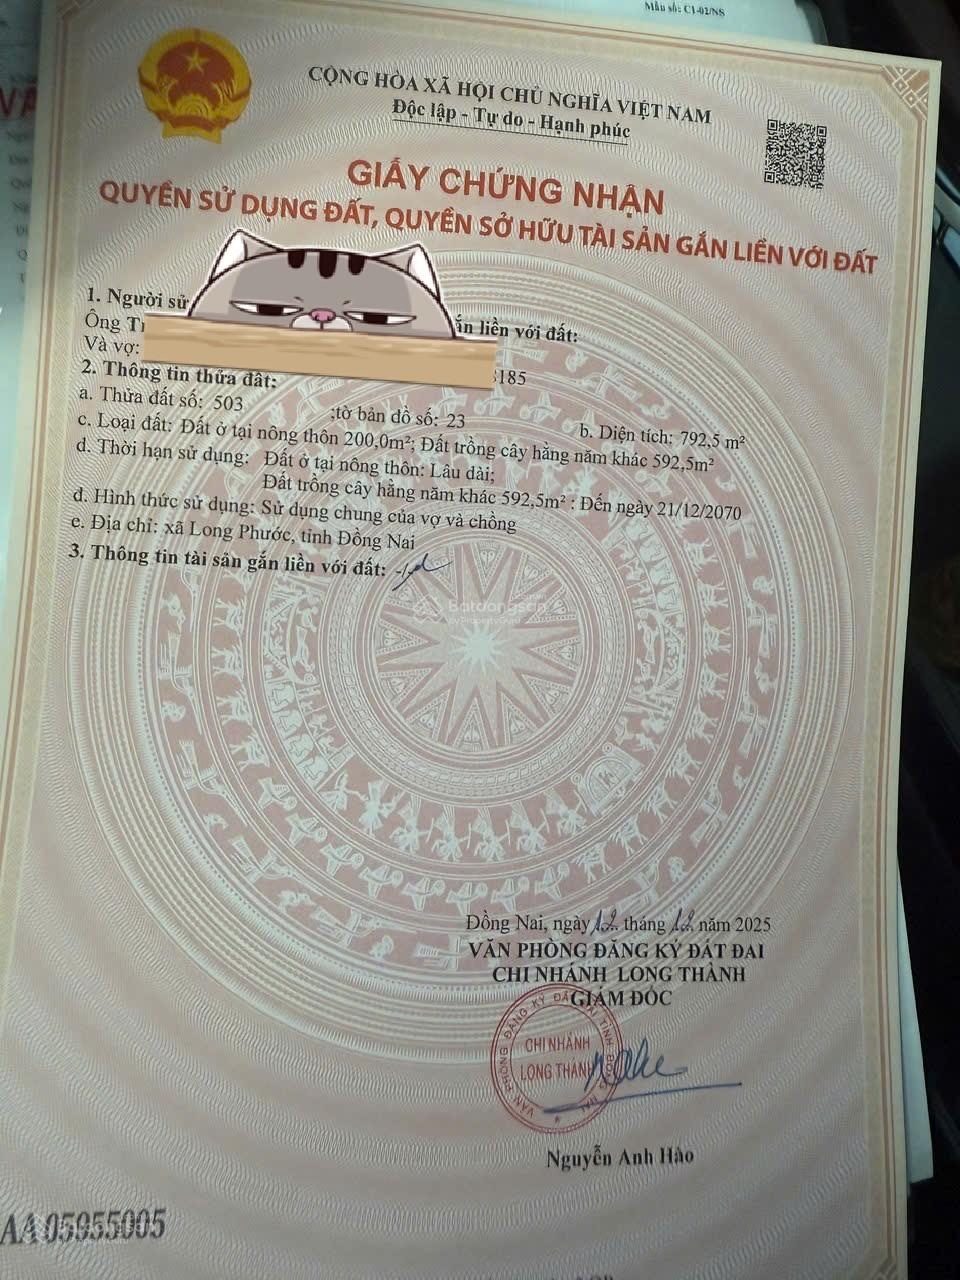 Mẫu số: C1-02/NS
CỘNG HÒA XÃ HỘI CHỦ NGHĨA VIỆT NAM
Độc lập - Tự do - Hạnh phúc
GIẤY CHỨNG NHẬN
QUYỀN SỬ DỤNG ĐẤT, QUYỀN SỞ HỮU TÀI SẢN GẮN LIỀN VỚI ĐẤT
1. Người sử ắn liền với đất:
Ông
Và vợ: 185
2. Thông tin thửa đất:
a. Thửa đất số: 503 ;tờ bản đồ số: 23 b. Diện tích: 792,5 m²
c. Loại đất: Đất ở tại nông thôn 200,0m²; Đất trồng cây hằng năm khác 592,5m²
d. Thời hạn sử dụng: Đất ở tại nông thôn: Lâu dài;
Đất trồng cây hằng năm khác 592,5m² : Đến ngày 21/12/2070
đ. Hình thức sử dụng: Sử dụng chung của vợ và chồng
e. Địa chỉ: xã Long Phước, tỉnh Đồng Nai
3. Thông tin tài sản gắn liền với đất: -/-
Batdongsan
by PropertyGuru
Đồng Nai, ngày 12 tháng 12 năm 2025
VĂN PHÒNG ĐĂNG KÝ ĐẤT ĐAI
CHI NHÁNH LONG THÀNH
GIÁM ĐỐC
CHI NHÁNH
LONG THÀNH
Nguyễn Anh Hào
AA 05955005